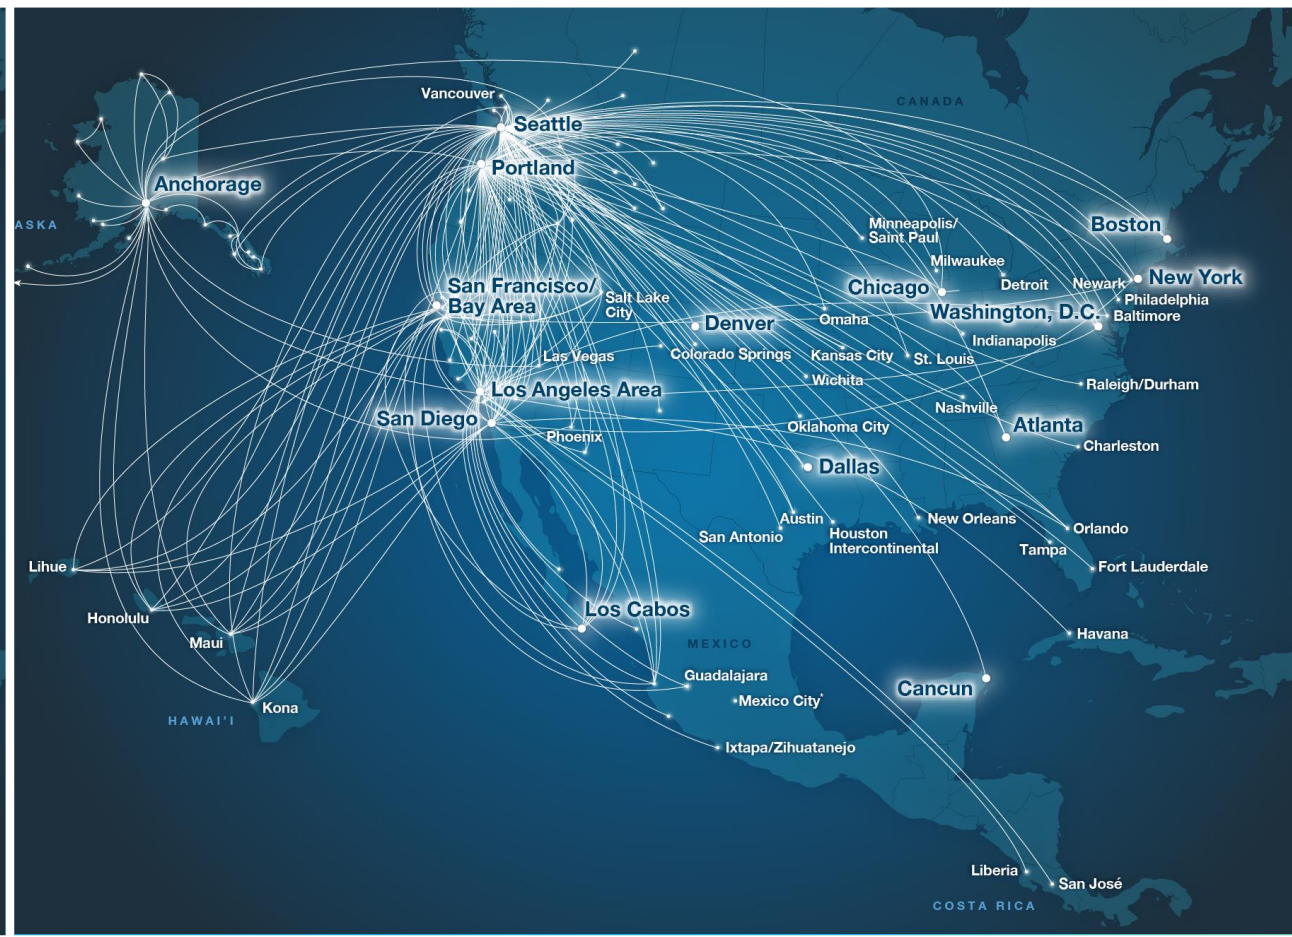 CANADA
Vancouver
Seattle
Portland
Anchorage
ASKA
Minneapolis/
Saint Paul
Boston
Milwaukee
Detroit
Newark
New York
San Francisco/
Bay Area
Salt Lake
City
Chicago
Philadelphia
Washington, D.C.
Baltimore
Denver
Omaha
Indianapolis
Las Vegas
Colorado Springs
Kansas City
St. Louis
Wichita
Raleigh/Durham
Los Angeles Area
Nashville
San Diego
Phoenix
Oklahoma City
Atlanta
Charleston
Dallas
Austin
San Antonio
Houston
Intercontinental
New Orleans
Orlando
Tampa
Fort Lauderdale
Lihue
Honolulu
Maui
Los Cabos
Havana
MEXICO
Guadalajara
Cancun
Mexico City*
Kona
HAWAI'I
Ixtapa/Zihuatanejo
Liberia
San José
COSTA RICA